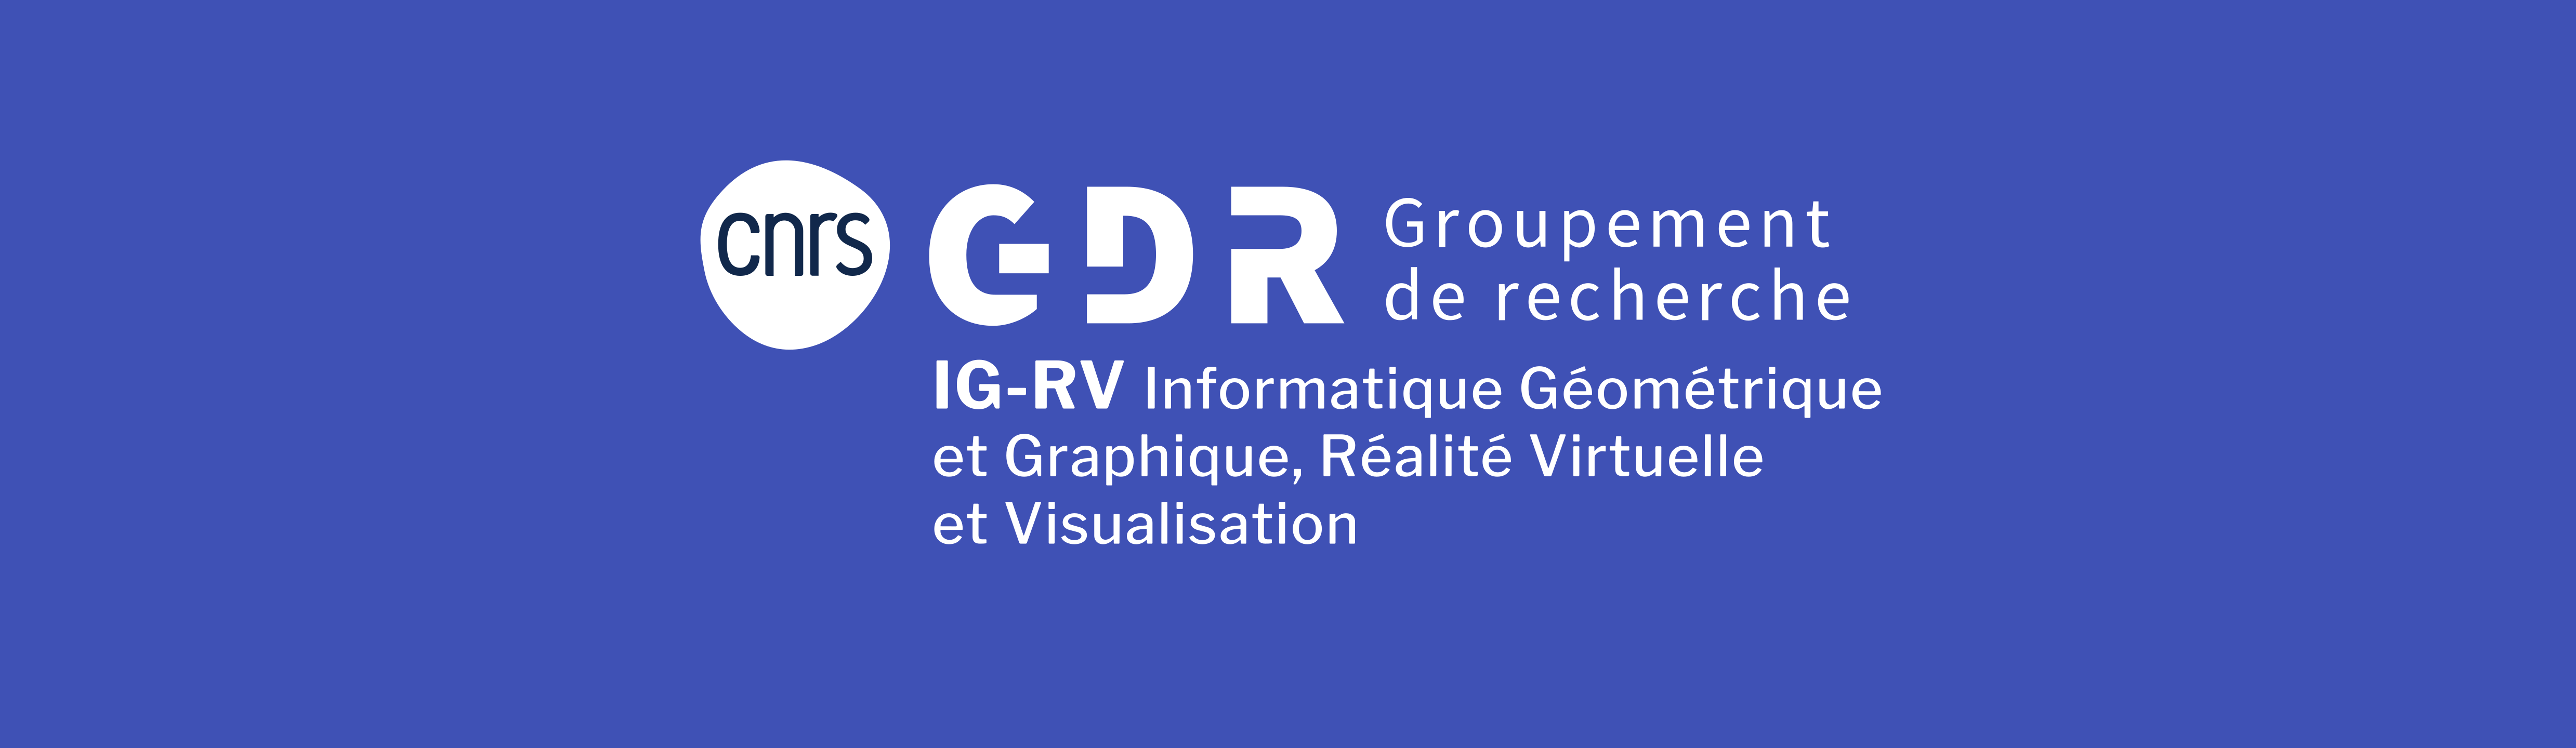 cnrs GDR Groupement
de recherche
IG-RV Informatique Géométrique
et Graphique, Réalité Virtuelle
et Visualisation